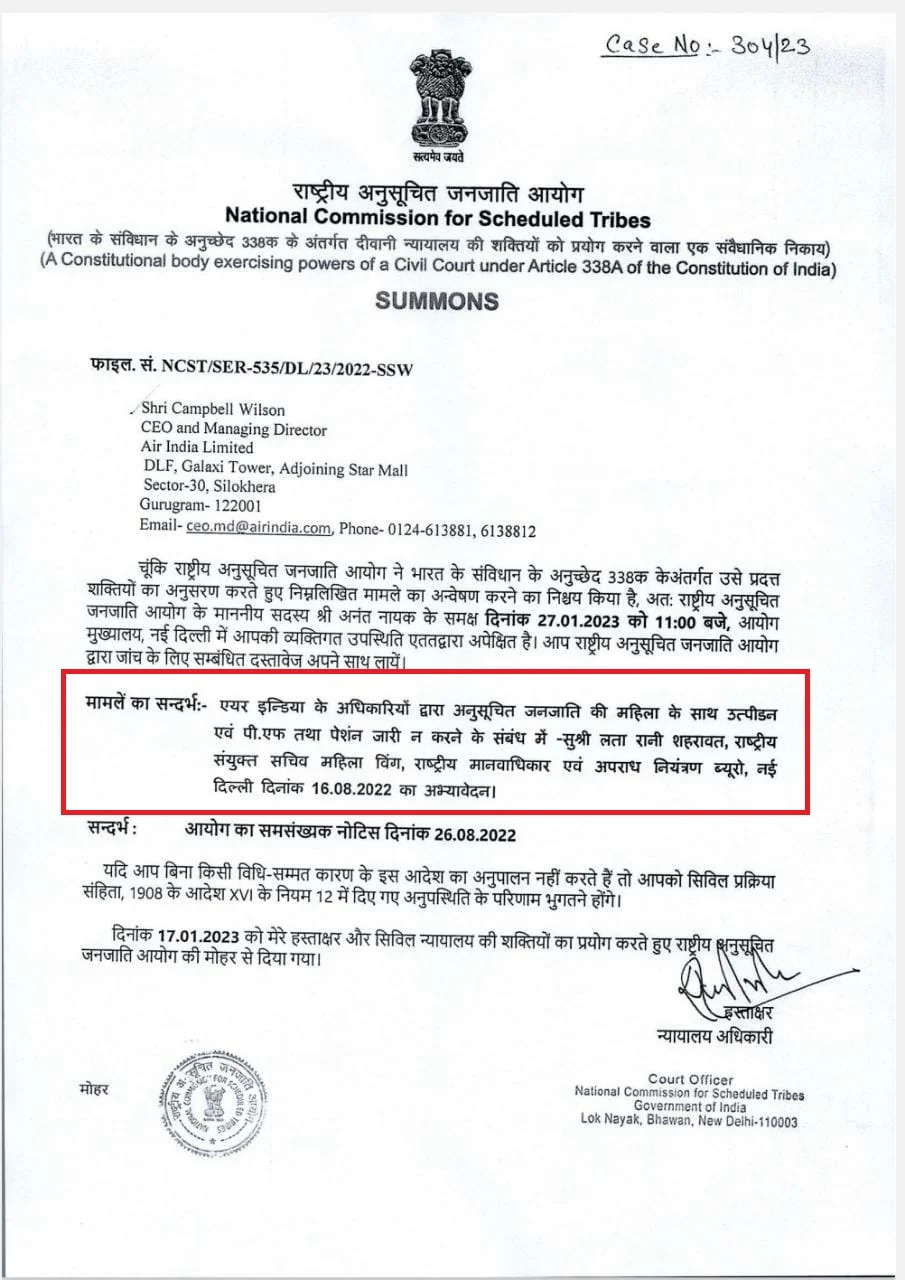 Case No:- 304/23
सत्यमेव जयते
राष्ट्रीय अनुसूचित जनजाति आयोग
National Commission for Scheduled Tribes
(भारत के संविधान के अनुच्छेद 338क के अंतर्गत दीवानी न्यायालय की शक्तियों को प्रयोग करने वाला एक संवैधानिक निकाय)
(A Constitutional body exercising powers of a Civil Court under Article 338A of the Constitution of India)
SUMMONS
फाइल. सं. NCST/SER-535/DL/23/2022-SSW
Shri Campbell Wilson
CEO and Managing Director
Air India Limited
DLF, Galaxi Tower, Adjoining Star Mall
Sector-30, Silokhera
Gurugram- 122001
Email- ceo.md@airindia.com, Phone- 0124-613881, 6138812
चूंकि राष्ट्रीय अनुसूचित जनजाति आयोग ने भारत के संविधान के अनुच्छेद 338क केअंतर्गत उसे प्रदत्त
शक्तियों का अनुसरण करते हुए निम्नलिखित मामले का अन्वेषण करने का निश्चय किया है, अतः राष्ट्रीय अनुसूचित
जनजाति आयोग के माननीय सदस्य श्री अनंत नायक के समक्ष दिनांक 27.01.2023 को 11:00 बजे, आयोग
मुख्यालय, नई दिल्ली में आपकी व्यक्तिगत उपस्थिति एततद्वारा अपेक्षित है। आप राष्ट्रीय अनुसूचित जनजाति आयोग
द्वारा जांच के लिए सम्बंधित दस्तावेज अपने साथ लायें।
मामलें का सन्दर्भ:- एयर इन्डिया के अधिकारियों द्वारा अनुसूचित जनजाति की महिला के साथ उत्पीडन
एवं पी.एफ तथा पेशंन जारी न करने के संबंध में -सुश्री लता रानी शहरावत, राष्ट्रीय
संयुक्त सचिव महिला विंग, राष्ट्रीय मानवाधिकार एवं अपराध नियंत्रण ब्यूरो, नई
दिल्ली दिनांक 16.08.2022 का अभ्यावेदन।
सन्दर्भ : आयोग का समसंख्यक नोटिस दिनांक 26.08.2022
यदि आप बिना किसी विधि-सम्मत कारण के इस आदेश का अनुपालन नहीं करते हैं तो आपको सिविल प्रक्रिया
संहिता, 1908 के आदेश XVI के नियम 12 में दिए गए अनुपस्थिति के परिणाम भुगतने होंगे।
दिनांक 17.01.2023 को मेरे हस्ताक्षर और सिविल न्यायालय की शक्तियों का प्रयोग करते हुए राष्ट्रीय अनुसूचित
जनजाति आयोग की मोहर से दिया गया।
हस्ताक्षर
न्यायालय अधिकारी
मोहर
राष्ट्रीय अनुसूचित जनजाति आयोग
NATIONAL COMMISSION FOR SCHEDULED TRIBES
Court Officer
National Commission for Scheduled Tribes
Government of India
Lok Nayak, Bhawan, New Delhi-110003